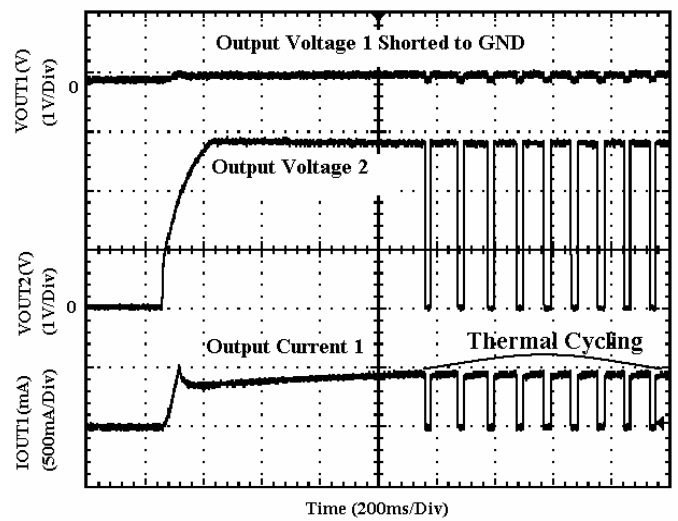 Output Voltage 1 Shorted to GND
VOUT1(V)
(1V/Div)
0
Output Voltage 2
VOUT2(V)
(1V/Div)
0
Output Current 1
Thermal Cycling
IOUT1(mA)
(500mA/Div)
Time (200ms/Div)